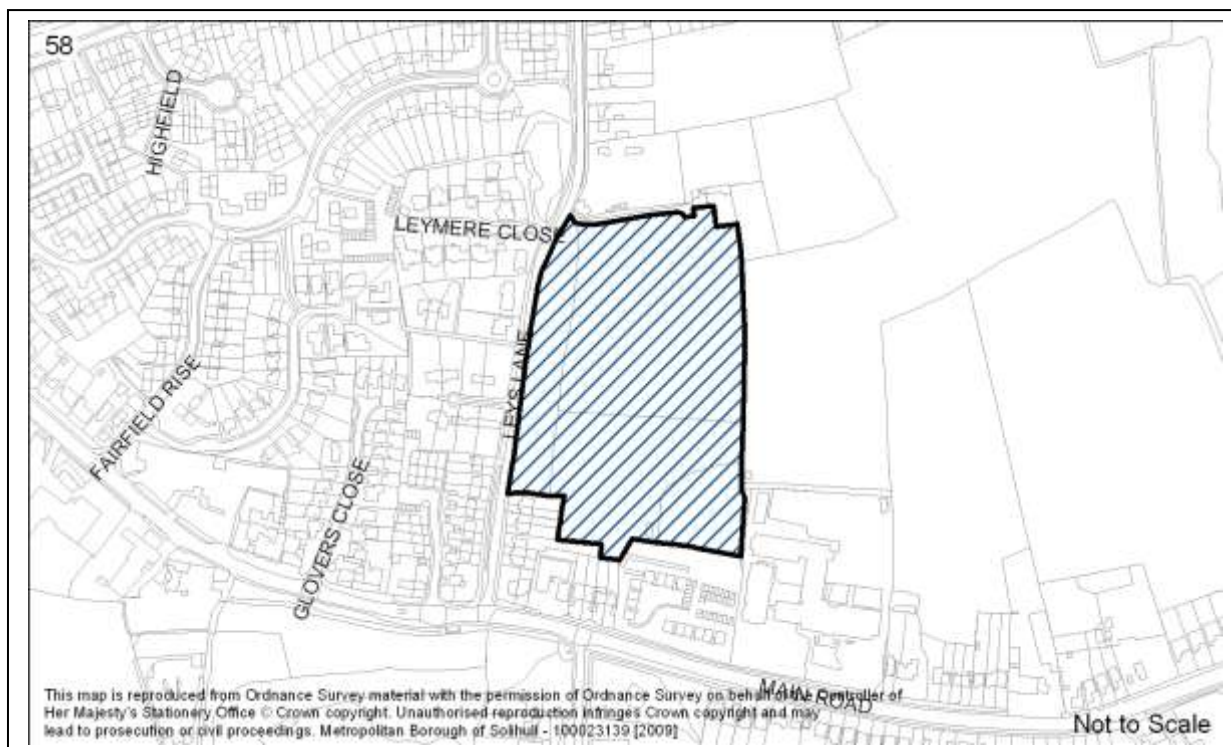 58
HIGHFIELD
LEYMERE CLOSE
LEYS LANE
FAIRFIELD RISE
GLOVERS CLOSE
MAIN ROAD
This map is reproduced from Ordnance Survey material with the permission of Ordnance Survey on behalf of the Controller of
Her Majesty's Stationery Office © Crown copyright. Unauthorised reproduction infringes Crown copyright and may
lead to prosecution or civil proceedings. Metropolitan Borough of Solihull - 100023139 [2009]
Not to Scale